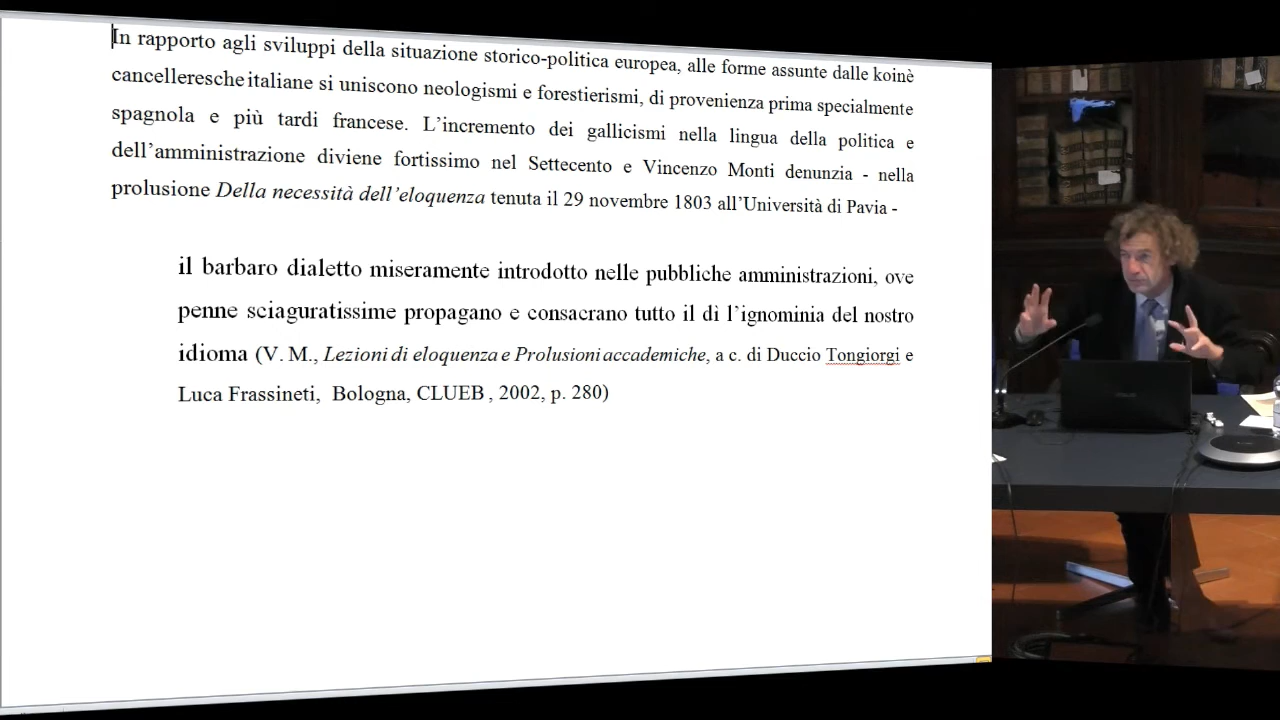 In rapporto agli sviluppi della situazione storico-politica europea, alle forme assunte dalle koinè
cancelleresche italiane si uniscono neologismi e forestierismi, di provenienza prima specialmente
spagnola e più tardi francese. L’incremento dei gallicismi nella lingua della politica e
dell’amministrazione diviene fortissimo nel Settecento e Vincenzo Monti denunzia - nella
prolusione Della necessità dell’eloquenza tenuta il 29 novembre 1803 all’Università di Pavia -
il barbaro dialetto miseramente introdotto nelle pubbliche amministrazioni, ove
penne sciaguratissime propagano e consacrano tutto il dì l’ignominia del nostro
idioma (V. M., Lezioni di eloquenza e Prolusioni accademiche, a c. di Duccio Tongiorgi e
Luca Frassineti, Bologna, CLUEB , 2002, p. 280)